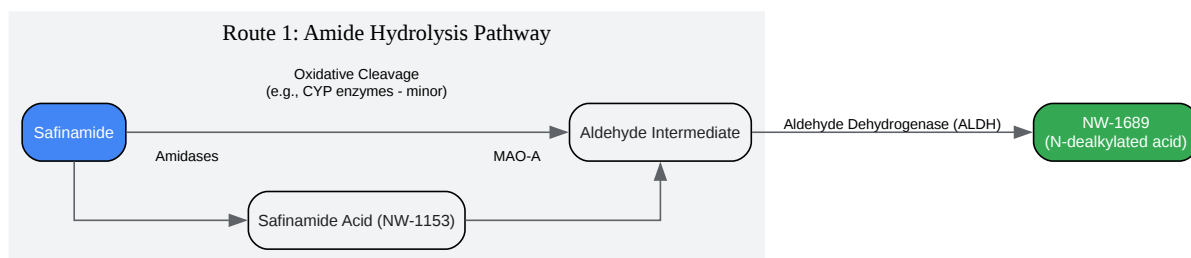 Route 1: Amide Hydrolysis Pathway
Oxidative Cleavage
(e.g., CYP enzymes - minor)
Safinamide
Aldehyde Intermediate
Aldehyde Dehydrogenase (ALDH)
NW-1689
(N-dealkylated acid)
Amidases
MAO-A
Safinamide Acid (NW-1153)